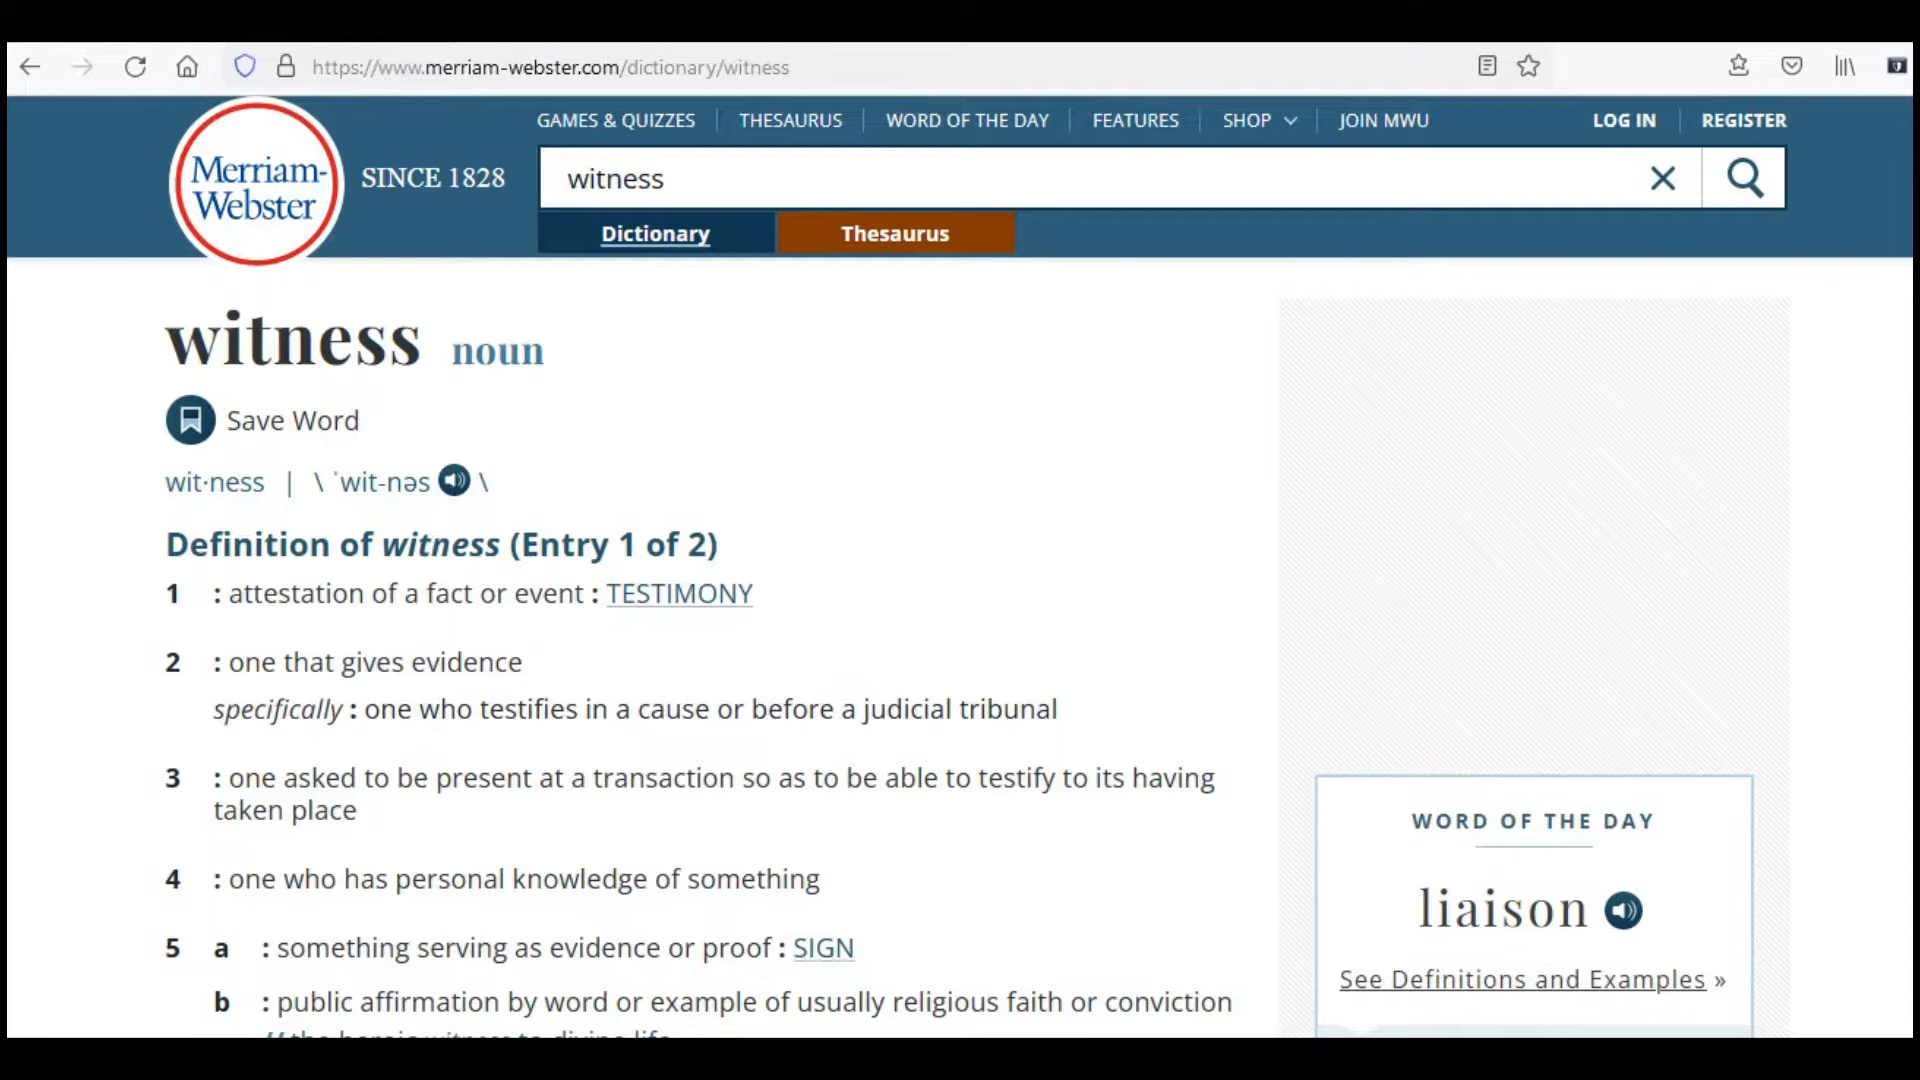 https://www.merriam-webster.com/dictionary/witness
GAMES & QUIZZES THESAURUS WORD OF THE DAY FEATURES SHOP JOIN MWU LOG IN REGISTER
Merriam-
Webster
SINCE 1828
witness
Dictionary Thesaurus
witness noun
Save Word
wit·ness | \ ˈwit-nəs \
Definition of witness (Entry 1 of 2)
1 : attestation of a fact or event : TESTIMONY
2 : one that gives evidence
specifically : one who testifies in a cause or before a judicial tribunal
3 : one asked to be present at a transaction so as to be able to testify to its having
taken place
4 : one who has personal knowledge of something
5 a : something serving as evidence or proof : SIGN
b : public affirmation by word or example of usually religious faith or conviction
// the heroic witness to divine life
WORD OF THE DAY
liaison
See Definitions and Examples »